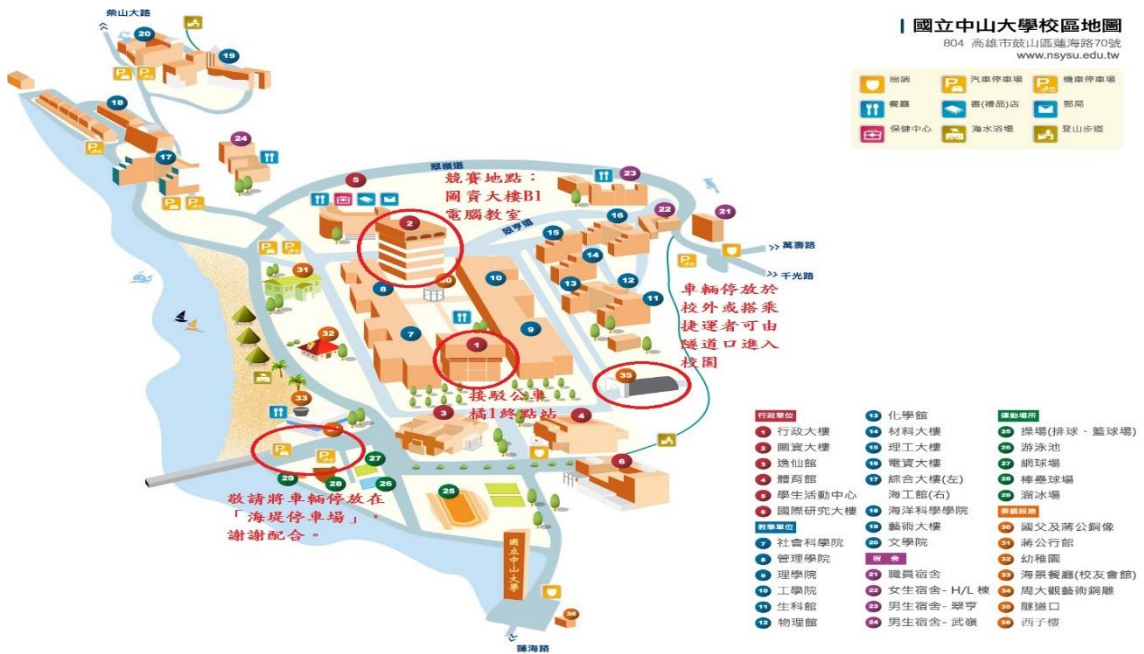 柴山大路
國立中山大學校區地圖
804 高雄市鼓山區蓮海路70號
www.nsysu.edu.tw
崗哨
汽車停車場
機車停車場
餐廳
書(禮品)店
郵局
保健中心
海水浴場
登山步道
翠嶺道
競賽地點：
圖資大樓B1
電腦教室
翠亨道
萬壽路
千光路
車輛停放於
校外或搭乘
捷運者可由
隧道口進入
校園
接駁公車
橘1終點站
敬請將車輛停放在
「海堤停車場」，
謝謝配合。
國立中山大學
蓮海路
行政單位
1 行政大樓
2 圖資大樓
3 逸仙館
4 體育館
5 學生活動中心
6 國際研究大樓
教學單位
7 社會科學院
8 管理學院
9 理學院
10 工學院
11 生科館
12 物理館
13 化學館
14 材料大樓
15 理工大樓
16 電資大樓
17 綜合大樓(左)
海工館(右)
18 海洋科學學院
19 藝術大樓
20 文學院
宿舍
21 職員宿舍
22 女生宿舍- H/L 棟
23 男生宿舍- 翠亨
24 男生宿舍- 武嶺
運動場所
25 操場(排球、籃球場)
26 游泳池
27 網球場
28 棒壘球場
29 溜冰場
景觀設施
30 國父及蔣公銅像
31 蔣公行館
32 幼稚園
33 海景餐廳(校友會館)
34 周大觀藝術銅雕
35 隧道口
36 西子樓